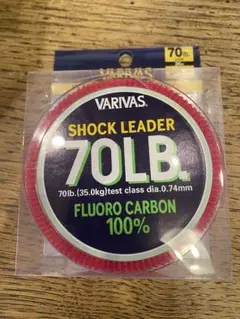 VARIVAS
70LB.
VARIVAS®
SHOCK LEADER
70LB.
70lb.(35.0kg)test class dia.0.74mm
FLUORO CARBON
100%